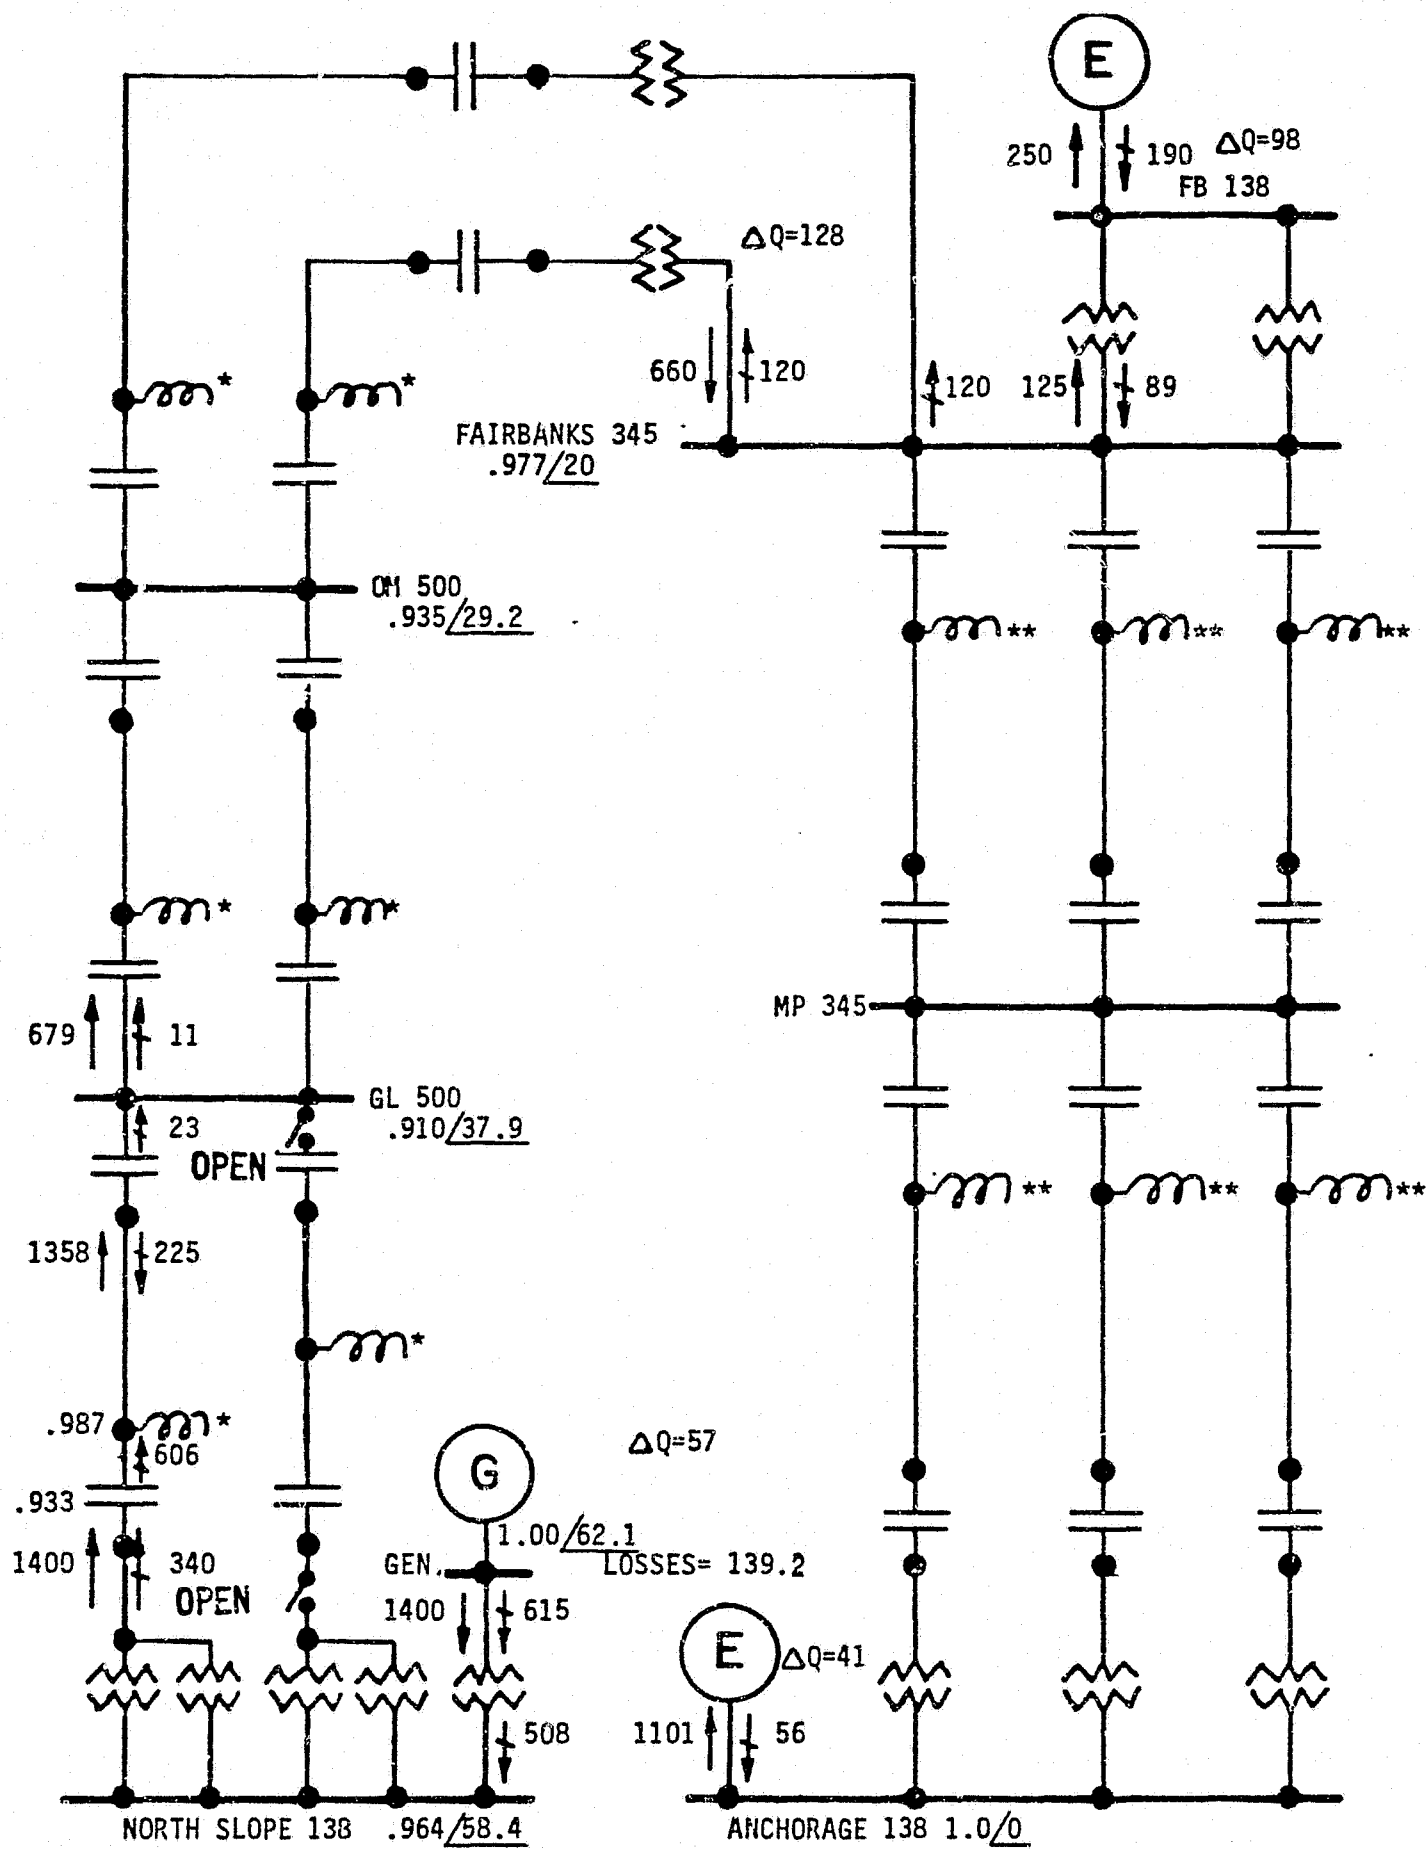 E
250 190 ΔQ=98
FB 138
ΔQ=128
660 120
120 125 89
* *
FAIRBANKS 345
.977/20
OM 500
.935/29.2
** ** **
* *
679 11
MP 345
GL 500
.910/37.9
23
OPEN
** ** **
1358 225
*
.987 *
606
G
ΔQ=57
.933
1.00/62.1
1400 340
GEN. LOSSES= 139.2
OPEN
1400 615
E ΔQ=41
508
1101 56
NORTH SLOPE 138 .964/58.4
ANCHORAGE 138 1.0/0